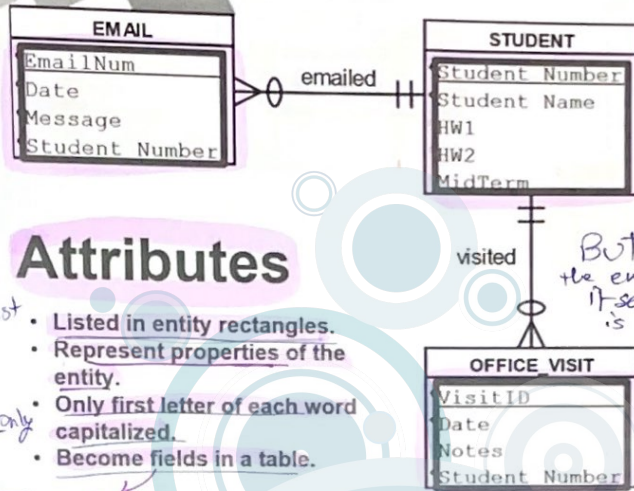 EMAIL
EmailNum
Date
Message
Student Number
emailed
STUDENT
Student Number
Student Name
HW1
HW2
MidTerm
visited
Attributes
• Listed in entity rectangles.
• Represent properties of the
entity.
• Only first letter of each word
capitalized.
• Become fields in a table.
only
BUT
the
is
OFFICE_VISIT
VisitID
Date
Notes
Student Number